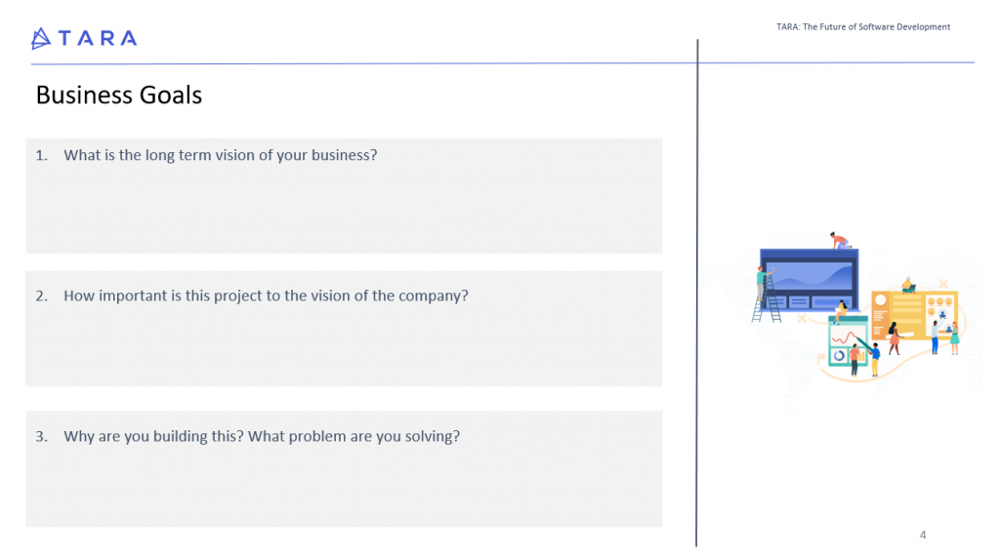 TARA
TARA: The Future of Software Development
Business Goals
1. What is the long term vision of your business?
2. How important is this project to the vision of the company?
3. Why are you building this? What problem are you solving?
4